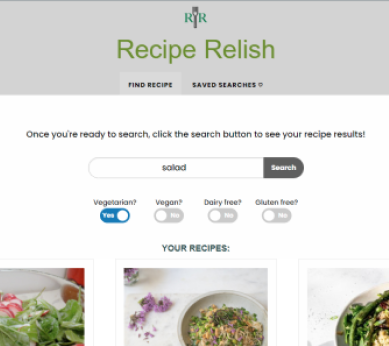 RR
Recipe Relish
FIND RECIPE SAVED SEARCHES ♡
Once you're ready to search, click the search button to see your recipe results!
salad Search
Vegetarian? Vegan? Dairy free? Gluten free?
Yes No No No
YOUR RECIPES: